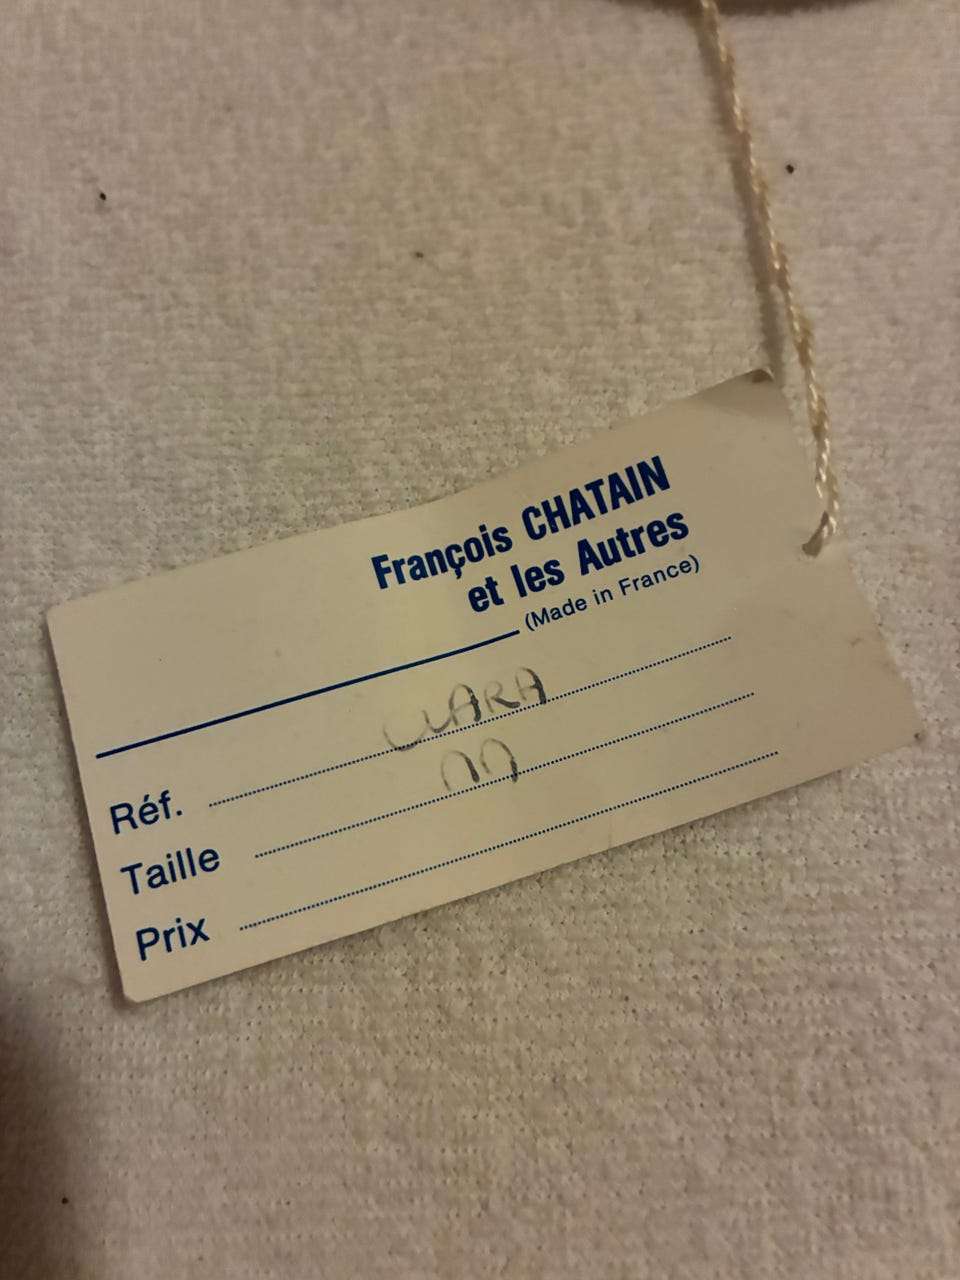 François CHATAIN
et les Autres
(Made in France)
Réf. CLARA
Taille
Prix